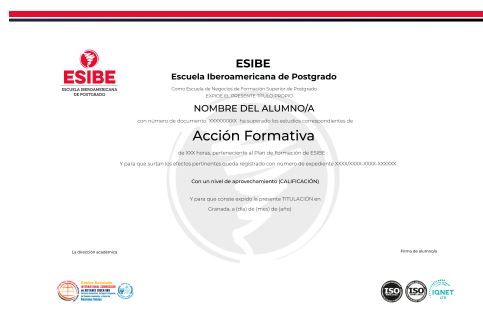 ESIBE
ESCUELA IBEROAMERICANA
DE POSTGRADO
ESIBE
Escuela Iberoamericana de Postgrado
Como Escuela de Negocios de Formación Superior de Postgrado
EXPIDE EL PRESENTE TÍTULO PROPIO
NOMBRE DEL ALUMNO/A
con número de documento XXXXXXXXX ha superado los estudios correspondientes de
Acción Formativa
de XXX horas, perteneciente al Plan de Formación de ESIBE
Y para que surtan los efectos pertinentes queda registrado con número de expediente XXXX/XXXX-XXXX-XXXXXX
Con un nivel de aprovechamiento (CALIFICACIÓN)
Y para que conste expido la presente TITULACIÓN en
Granada, a (día) de (mes) de (año)
La dirección académica
Firma de alumno/a
ISO
ISO
IQNET
LTD